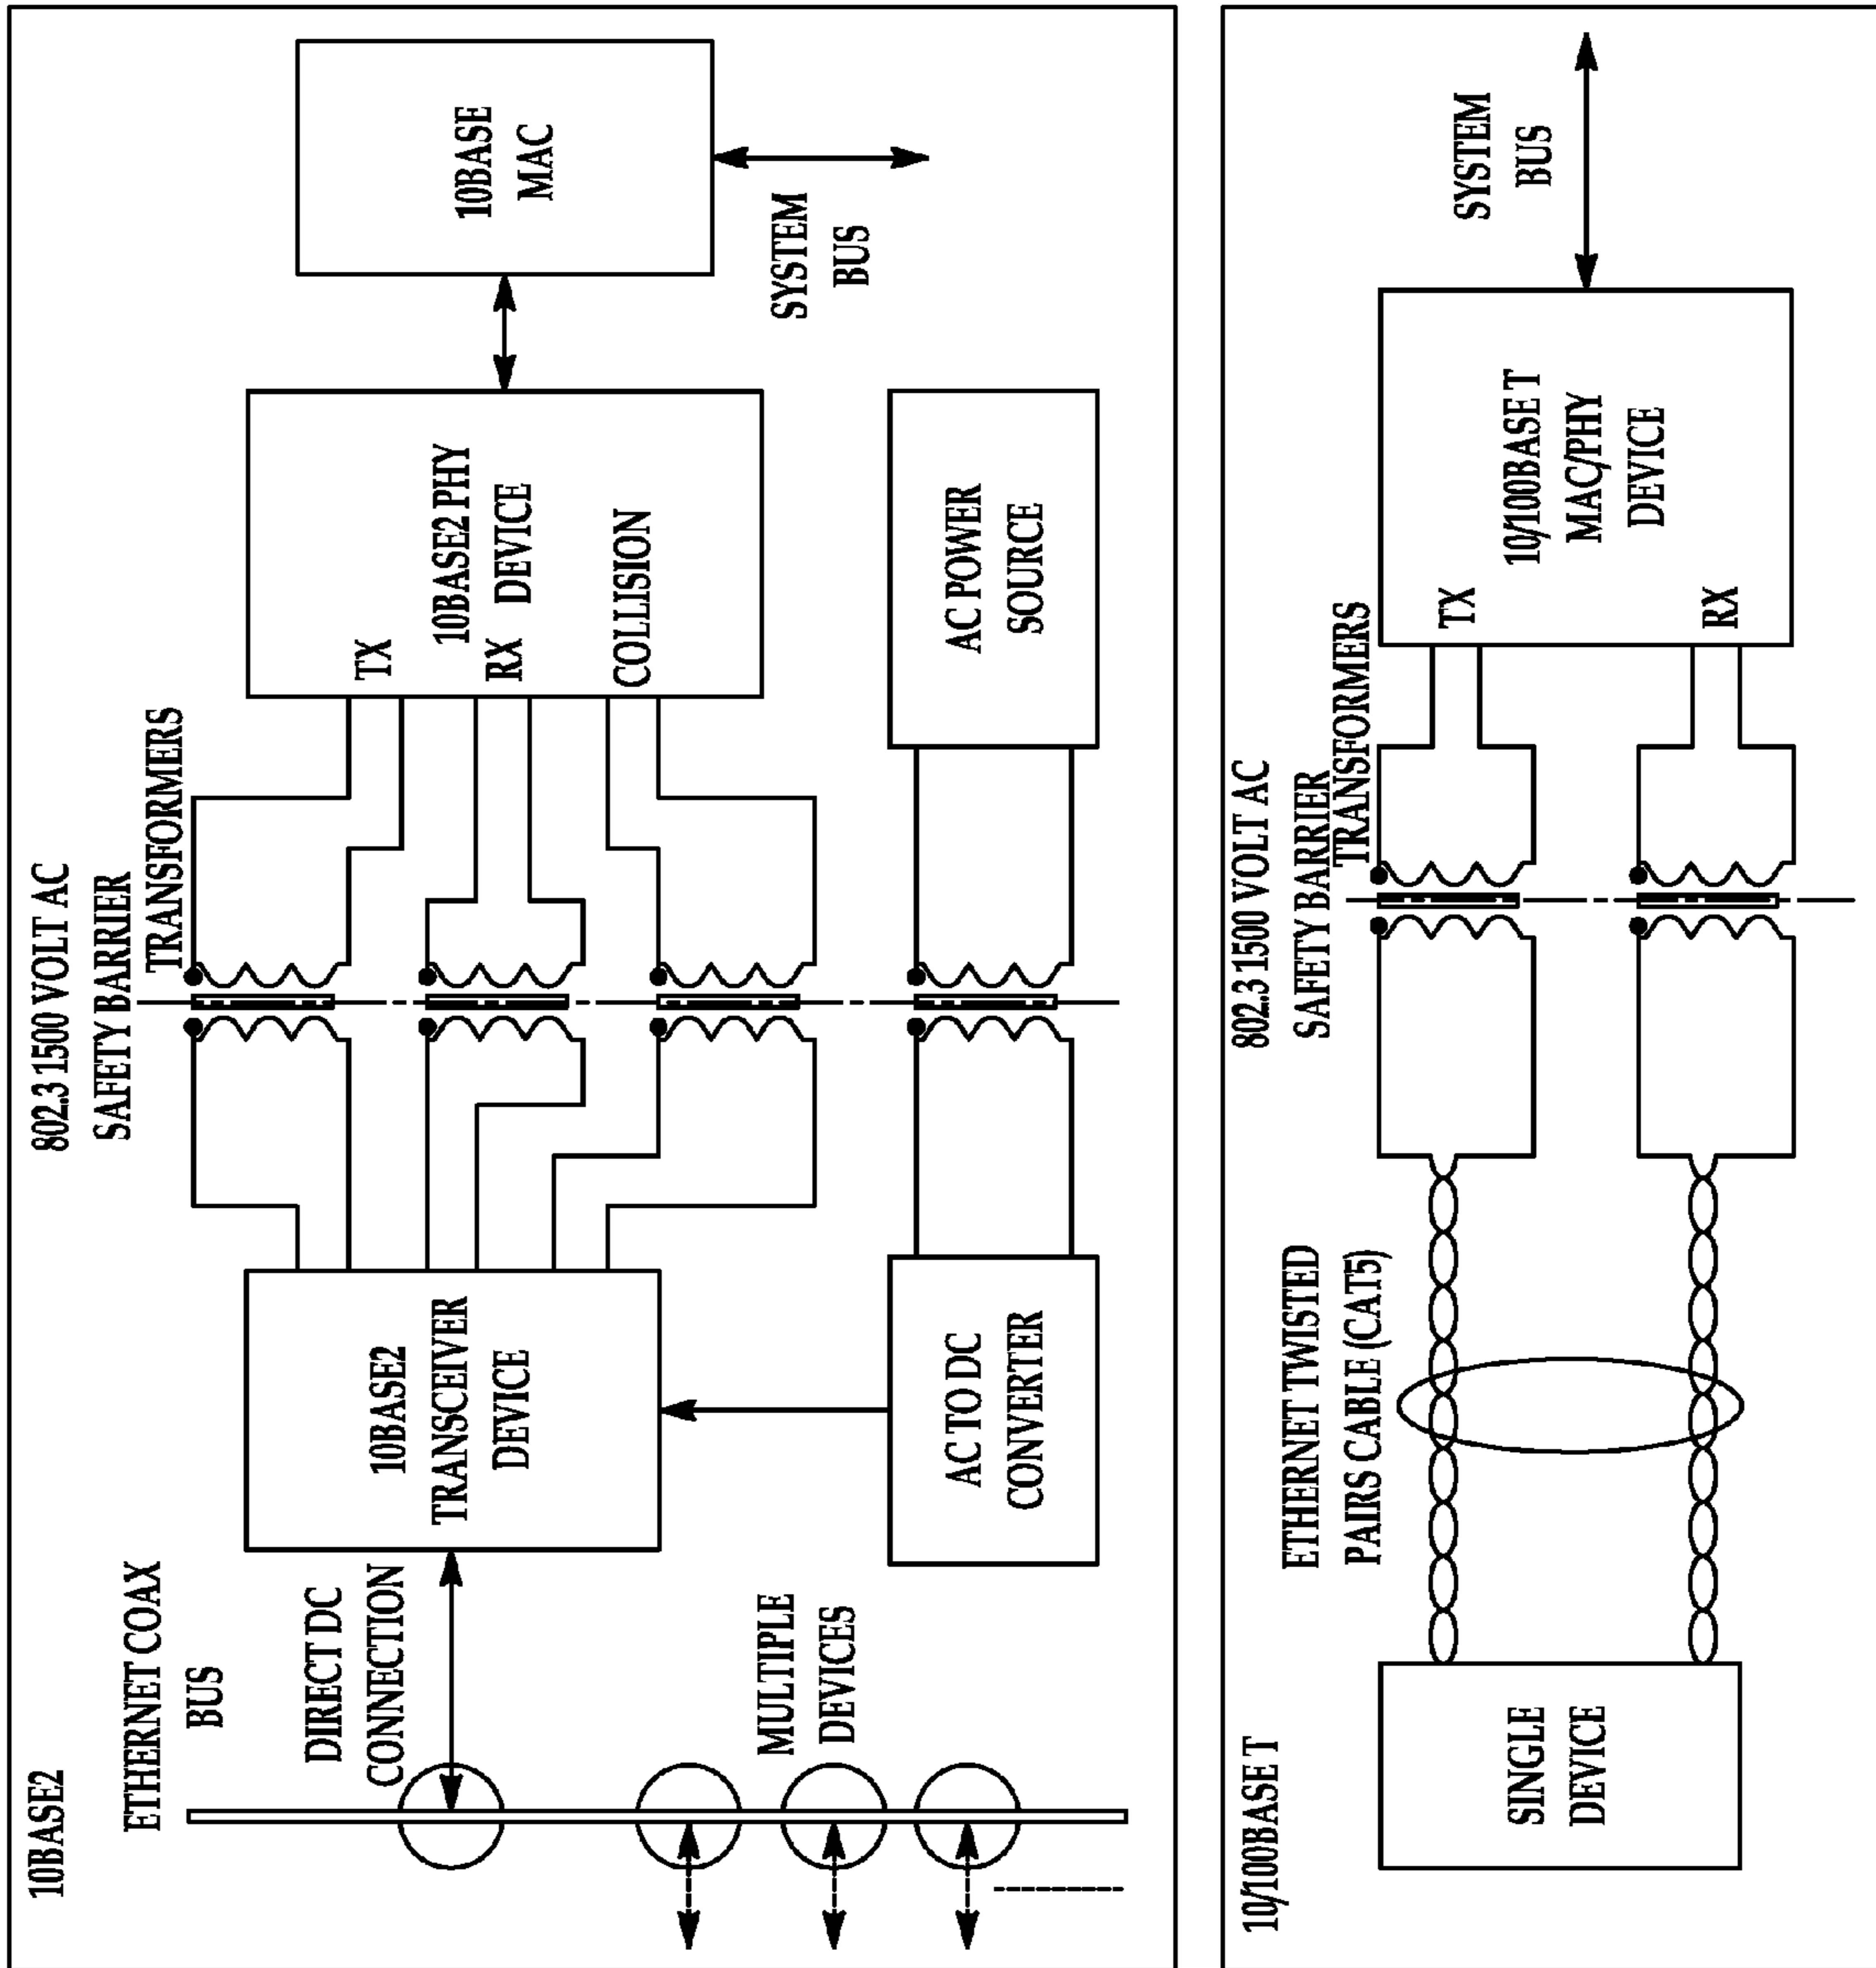 10BASE2
ETHERNET COAX
BUS
DIRECT DC
CONNECTION
MULTIPLE
DEVICES
10BASE2
TRANSCEIVER
DEVICE
AC TO DC
CONVERTER
802.3 1500 VOLT AC
SAFETY BARRIER
TRANSFORMERS
TX
10BASE2 PHY
RX DEVICE
COLLISION
AC POWER
SOURCE
10BASE
MAC
SYSTEM
BUS
10/100BASE T
SINGLE
DEVICE
ETHERNET TWISTED
PAIRS CABLE (CAT5)
802.3 1500 VOLT AC
SAFETY BARRIER
TRANSFORMERS
TX
10/100BASE T
MAC/PHY
DEVICE
RX
SYSTEM
BUS